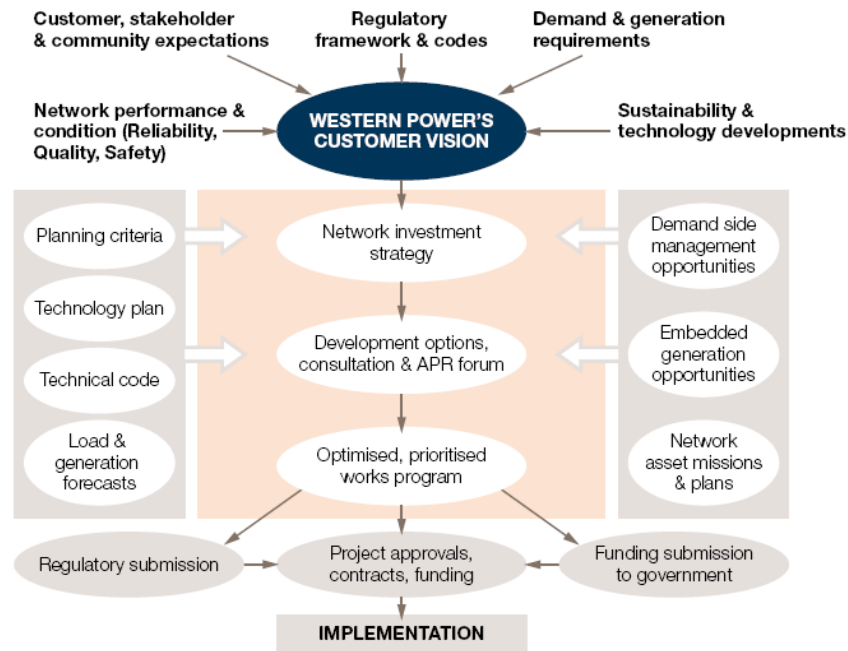 Customer, stakeholder
& community expectations
Regulatory
framework & codes
Demand & generation
requirements
Network performance &
condition (Reliability,
Quality, Safety)
WESTERN POWER'S
CUSTOMER VISION
Sustainability &
technology developments
Planning criteria
Technology plan
Technical code
Load &
generation
forecasts
Network investment
strategy
Development options,
consultation & APR forum
Optimised, prioritised
works program
Demand side
management
opportunities
Embedded
generation
opportunities
Network
asset missions
& plans
Regulatory submission
Project approvals,
contracts, funding
Funding submission
to government
IMPLEMENTATION